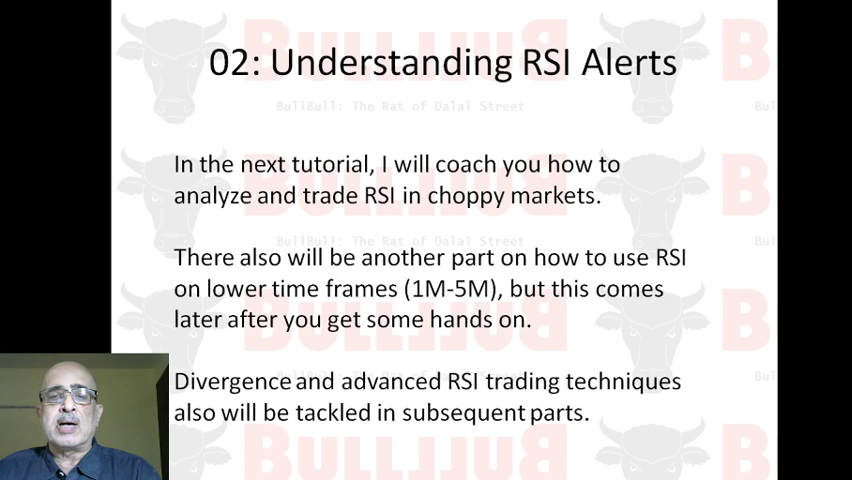 BullBull
02: Understanding RSI Alerts
BullBull: The Rat of Dalal Street
Bul
In the next tutorial, I will coach you how to
analyze and trade RSI in choppy markets.
BullBull: The Rat of Dalal Street
There also will be another part on how to use RSI
on lower time frames (1M-5M), but this comes
later after you get some hands on.
Divergence and advanced RSI trading techniques
also will be tackled in subsequent parts.